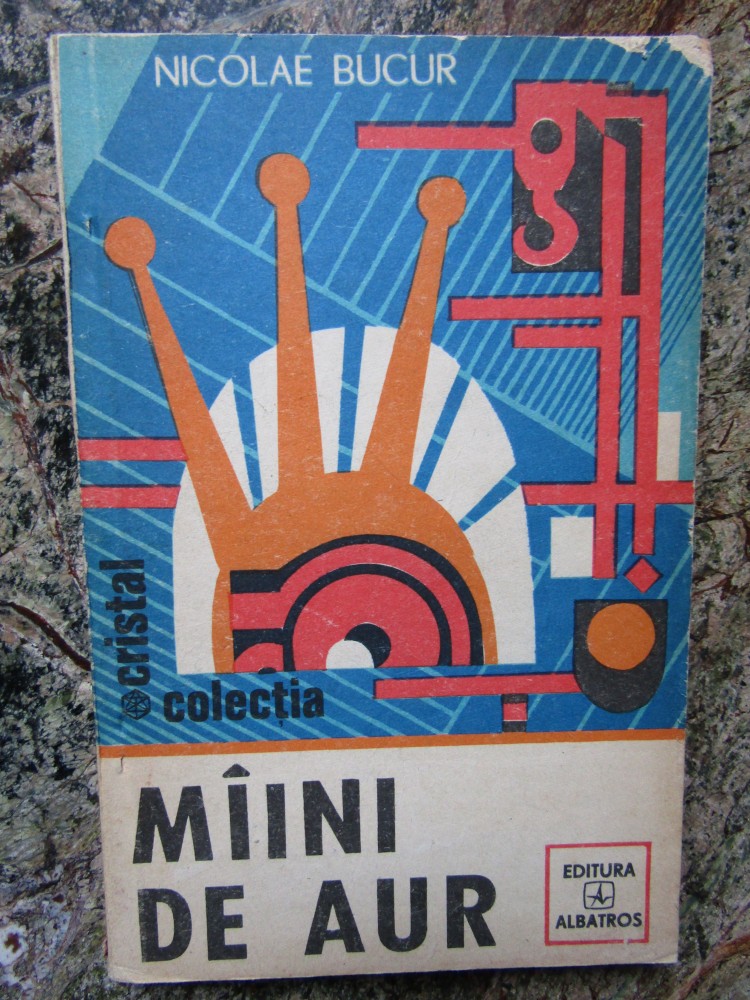 NICOLAE BUCUR
cristal
colecția
MÎINI
DE AUR
EDITURA
ALBATROS